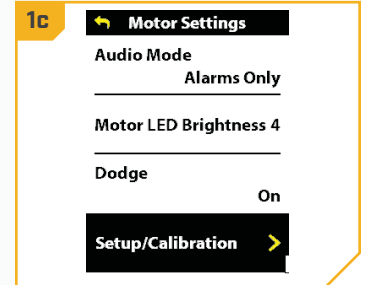 1c
Motor Settings
Audio Mode
Alarms Only
Motor LED Brightness 4
Dodge
On
Setup/Calibration